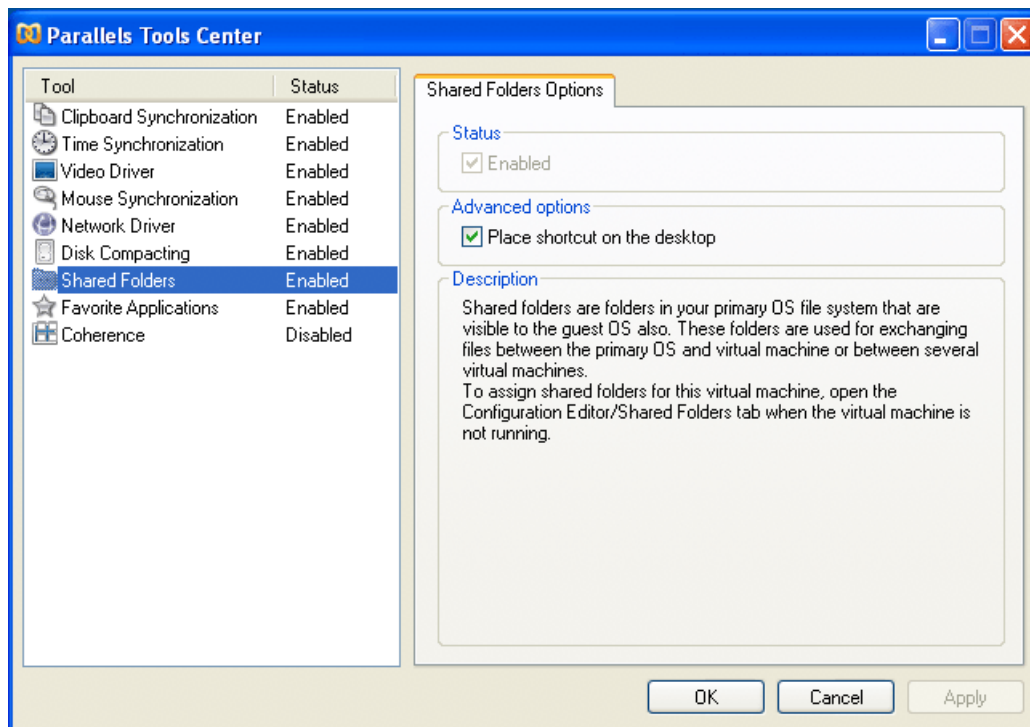 Parallels Tools Center
Tool Status
Clipboard Synchronization Enabled
Time Synchronization Enabled
Video Driver Enabled
Mouse Synchronization Enabled
Network Driver Enabled
Disk Compacting Enabled
Shared Folders Enabled
Favorite Applications Enabled
Coherence Disabled
Shared Folders Options
Status
Enabled
Advanced options
Place shortcut on the desktop
Description
Shared folders are folders in your primary OS file system that are
visible to the guest OS also. These folders are used for exchanging
files between the primary OS and virtual machine or between several
virtual machines.
To assign shared folders for this virtual machine, open the
Configuration Editor/Shared Folders tab when the virtual machine is
not running.
OK Cancel Apply